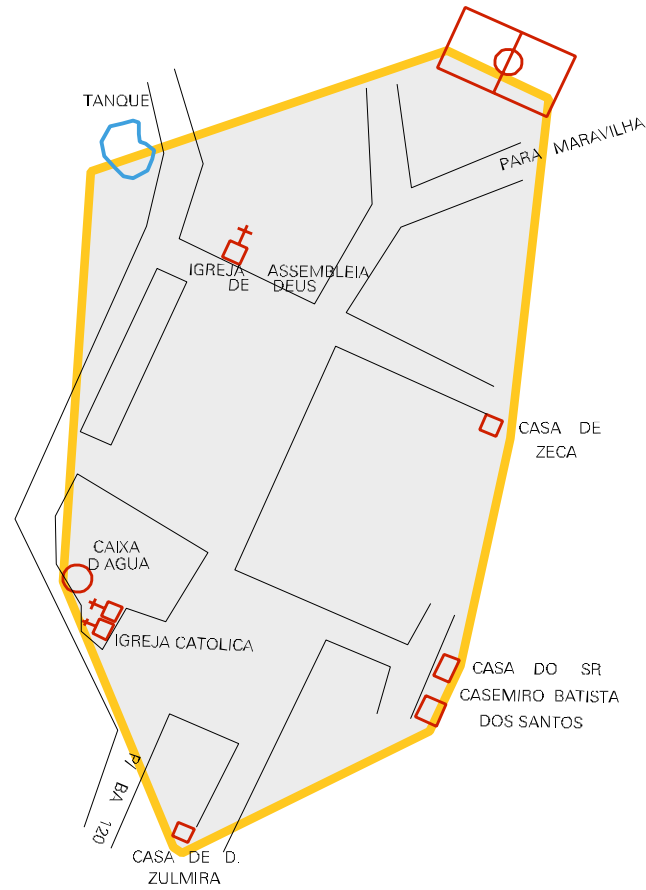 TANQUE
PARA MARAVILHA
IGREJA ASSEMBLEIA
DE DEUS
CASA DE
ZECA
CAIXA
D AGUA
IGREJA CATOLICA
CASA DO SR
CASEMIRO BATISTA
DOS SANTOS
P/ BA 120
CASA DE D.
ZULMIRA